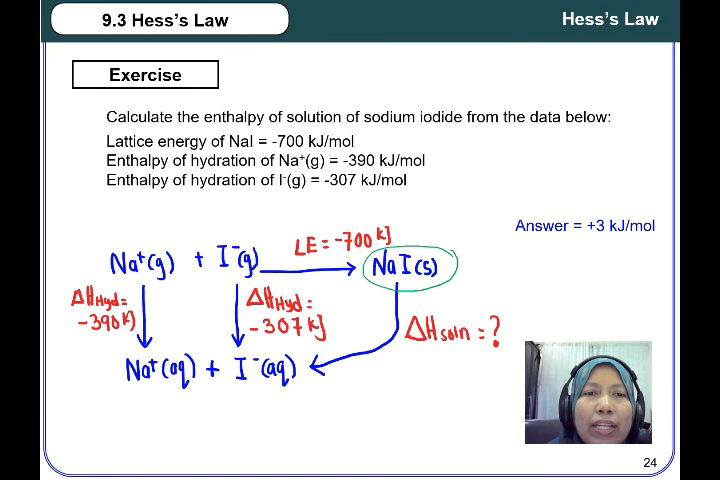 9.3 Hess's Law
Hess's Law
Exercise
Calculate the enthalpy of solution of sodium iodide from the data below:
Lattice energy of NaI = -700 kJ/mol
Enthalpy of hydration of Na⁺(g) = -390 kJ/mol
Enthalpy of hydration of I⁻(g) = -307 kJ/mol
Answer = +3 kJ/mol
LE = -700 kJ
Na⁺(g) + I⁻(g) → NaI(s)
ΔHHyd =
-390 kJ
ΔHHyd =
-307 kJ
ΔHsoln = ?
Na⁺(aq) + I⁻(aq)
24